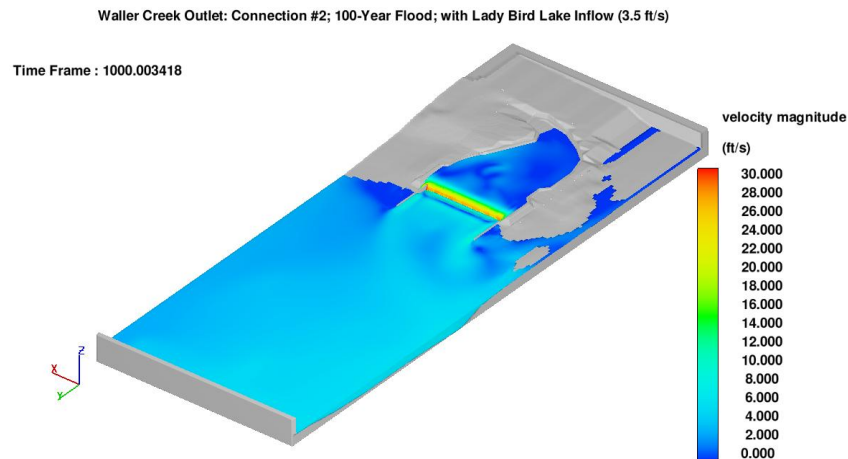 Waller Creek Outlet: Connection #2; 100-Year Flood; with Lady Bird Lake Inflow (3.5 ft/s)
Time Frame : 1000.003418
velocity magnitude
(ft/s)
30.000
28.000
26.000
24.000
22.000
20.000
18.000
16.000
14.000
12.000
10.000
8.000
6.000
4.000
2.000
0.000
Z
X
Y